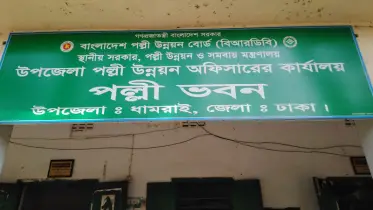 গণপ্রজাতন্ত্রী বাংলাদেশ সরকার
বাংলাদেশ পল্লী উন্নয়ন বোর্ড (বিআরডিবি)
স্থানীয় সরকার, পল্লী উন্নয়ন ও সমবায় মন্ত্রণালয়
উপজেলা পল্লী উন্নয়ন অফিসারের কার্যালয়
পল্লী ভবন
উপজেলা ঃ ধামরাই, জেলা ঃ ঢাকা ।